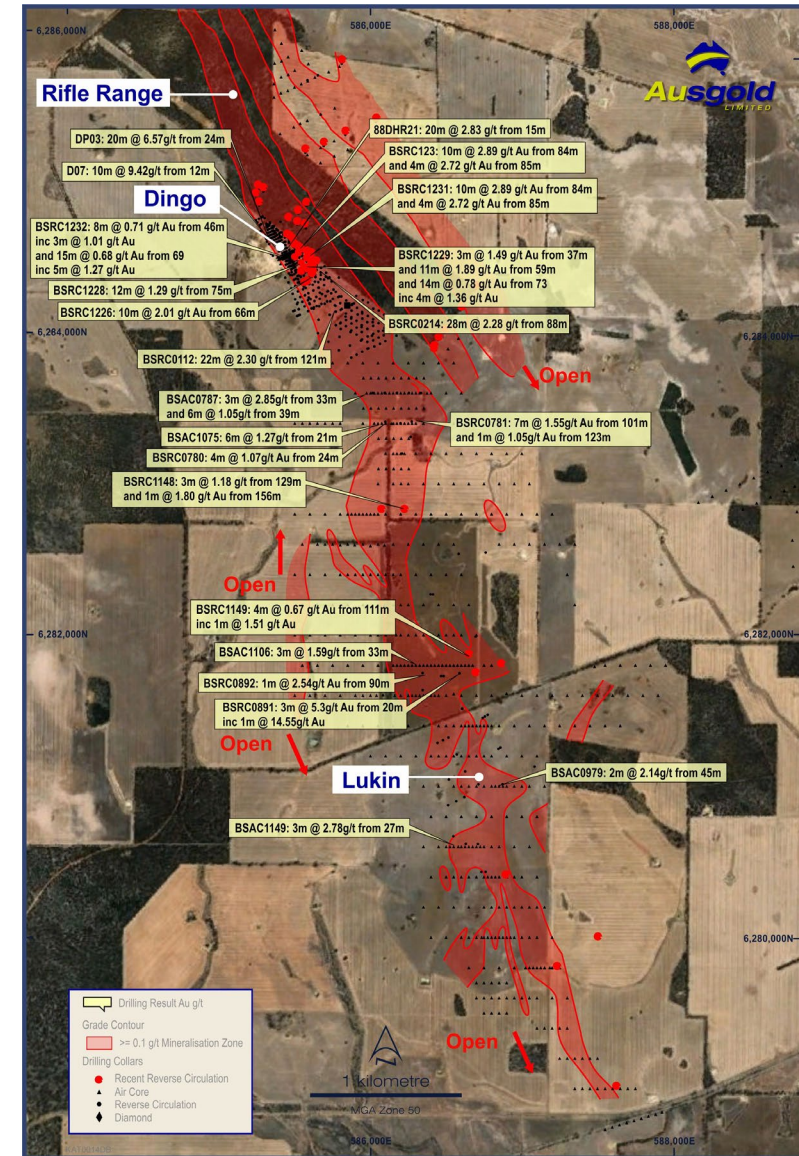 6,286,000N
586,000E
588,000E
Ausgold
LIMITED
Rifle Range
DP03: 20m @ 6.57g/t from 24m
88DHR21: 20m @ 2.83 g/t from 15m
BSRC123: 10m @ 2.89 g/t Au from 84m
and 4m @ 2.72 g/t Au from 85m
D07: 10m @ 9.42g/t from 12m
BSRC1231: 10m @ 2.89 g/t Au from 84m
and 4m @ 2.72 g/t Au from 85m
Dingo
BSRC1232: 8m @ 0.71 g/t Au from 46m
inc 3m @ 1.01 g/t Au
and 15m @ 0.68 g/t Au from 69
inc 5m @ 1.27 g/t Au
BSRC1229: 3m @ 1.49 g/t Au from 37m
and 11m @ 1.89 g/t Au from 59m
and 14m @ 0.78 g/t Au from 73
inc 4m @ 1.36 g/t Au
BSRC1228: 12m @ 1.29 g/t from 75m
BSRC1226: 10m @ 2.01 g/t Au from 66m
BSRC0214: 28m @ 2.28 g/t from 88m
6,284,000N
6,284,000N
BSRC0112: 22m @ 2.30 g/t from 121m
Open
BSAC0787: 3m @ 2.85g/t from 33m
and 6m @ 1.05g/t from 39m
BSRC0781: 7m @ 1.55g/t Au from 101m
and 1m @ 1.05g/t Au from 123m
BSAC1075: 6m @ 1.27g/t from 21m
BSRC0780: 4m @ 1.07g/t Au from 24m
BSRC1148: 3m @ 1.18 g/t from 129m
and 1m @ 1.80 g/t Au from 156m
Open
BSRC1149: 4m @ 0.67 g/t Au from 111m
inc 1m @ 1.51 g/t Au
6,282,000N
6,282,000N
BSAC1106: 3m @ 1.59g/t from 33m
BSRC0892: 1m @ 2.54g/t Au from 90m
BSRC0891: 3m @ 5.3g/t Au from 20m
inc 1m @ 14.55g/t Au
Open
Lukin
BSAC0979: 2m @ 2.14g/t from 45m
BSAC1149: 3m @ 2.78g/t from 27m
6,280,000N
Drilling Result Au g/t
Grade Contour
>= 0.1 g/t Mineralisation Zone
Drilling Collars
Recent Reverse Circulation
Air Core
Reverse Circulation
Diamond
Open
1 kilometre
MGA Zone 50
586,000E
588,000E